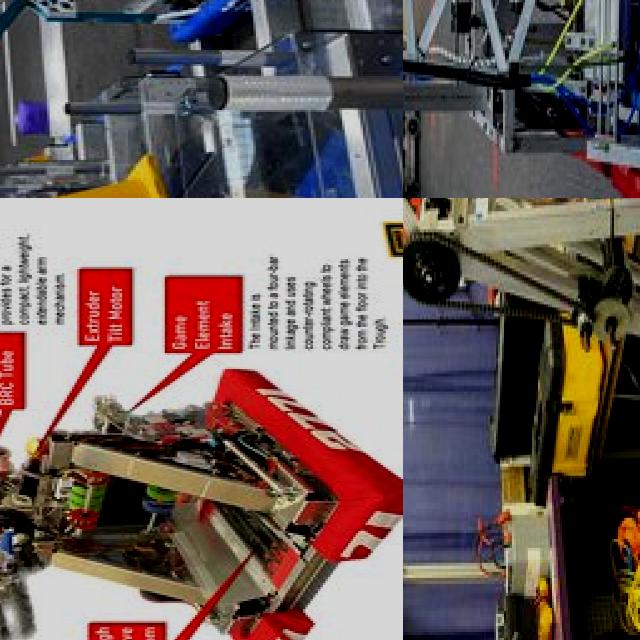 provides for a
compact, lightweight,
extendable arm
mechanism.
BRC Tube
Extruder
Tilt Motor
Game
Element
Intake
The Intake is
mounted to a four-bar
linkage and uses
counter-rotating
compliant wheels to
draw game elements
from the floor into the
Trough.